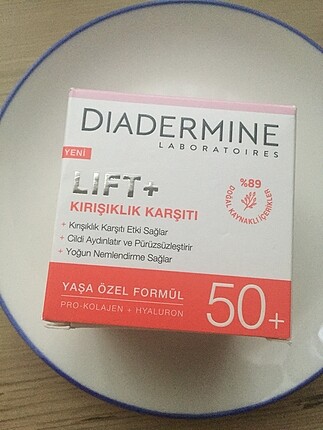 DIADERMINE
LABORATOIRES
YENİ
LIFT+
KIRIŞIKLIK KARŞITI
%89
DOĞAL KAYNAKLI İÇERİKLER
+ Kırışıklık Karşıtı Etki Sağlar
+ Cildi Aydınlatır ve Pürüzsüzleştirir
+ Yoğun Nemlendirme Sağlar
YAŞA ÖZEL FORMÜL
PRO-KOLAJEN + HYALURON
50+